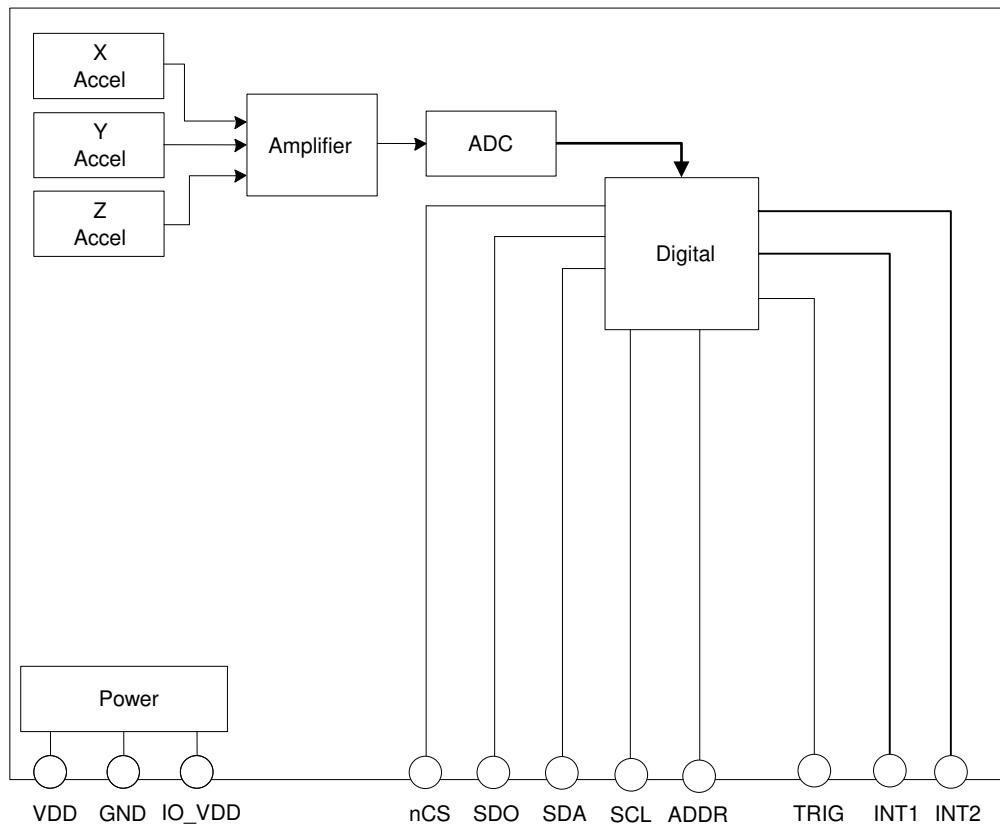 X
Accel
Y
Accel
Z
Accel
Amplifier
ADC
Digital
Power
VDD GND IO_VDD nCS SDO SDA SCL ADDR TRIG INT1 INT2